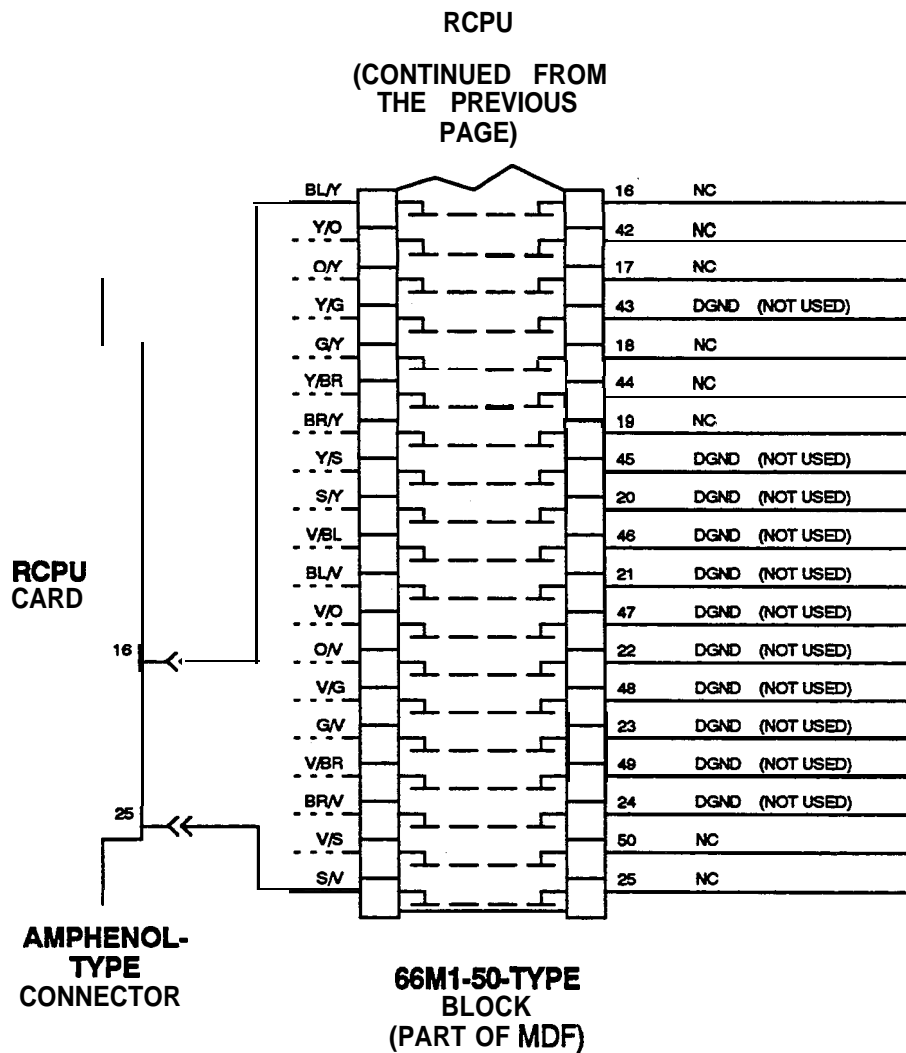 RCPU
(CONTINUED FROM
THE PREVIOUS
PAGE)
BL/Y 16 NC
Y/O 42 NC
O/Y 17 NC
Y/G 43 DGND (NOT USED)
G/Y 18 NC
Y/BR 44 NC
BR/Y 19 NC
Y/S 45 DGND (NOT USED)
S/Y 20 DGND (NOT USED)
V/BL 46 DGND (NOT USED)
BL/V 21 DGND (NOT USED)
V/O 47 DGND (NOT USED)
O/V 22 DGND (NOT USED)
V/G 48 DGND (NOT USED)
G/V 23 DGND (NOT USED)
V/BR 49 DGND (NOT USED)
BR/V 24 DGND (NOT USED)
V/S 50 NC
S/V 25 NC
RCPU
CARD
16
25
AMPHENOL-
TYPE
CONNECTOR
66M1-50-TYPE
BLOCK
(PART OF MDF)